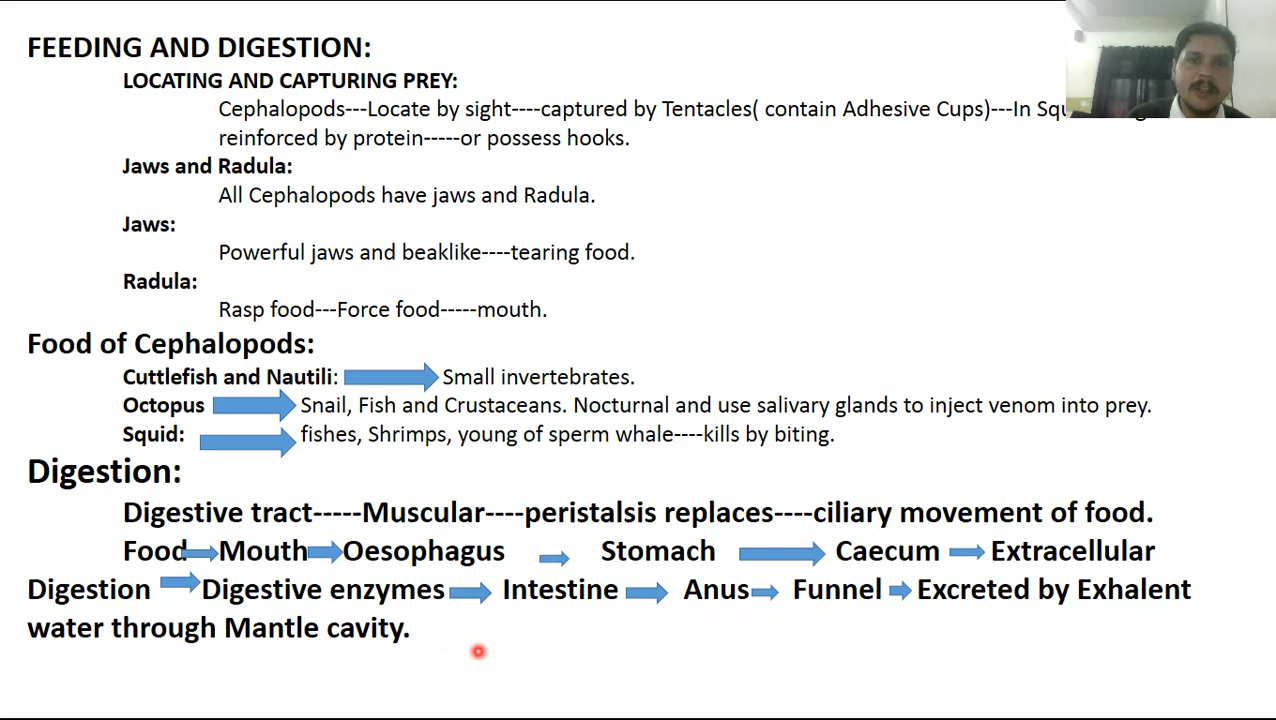 FEEDING AND DIGESTION:
LOCATING AND CAPTURING PREY:
Cephalopods---Locate by sight----captured by Tentacles( contain Adhesive Cups)---In
reinforced by protein-----or possess hooks.
Jaws and Radula:
All Cephalopods have jaws and Radula.
Jaws:
Powerful jaws and beaklike----tearing food.
Radula:
Rasp food---Force food-----mouth.
Food of Cephalopods:
Cuttlefish and Nautili: Small invertebrates.
Octopus Snail, Fish and Crustaceans. Nocturnal and use salivary glands to inject venom into prey.
Squid: fishes, Shrimps, young of sperm whale----kills by biting.
Digestion:
Digestive tract-----Muscular----peristalsis replaces----ciliary movement of food.
Food Mouth Oesophagus Stomach Caecum Extracellular
Digestion Digestive enzymes Intestine Anus Funnel Excreted by Exhalent
water through Mantle cavity.